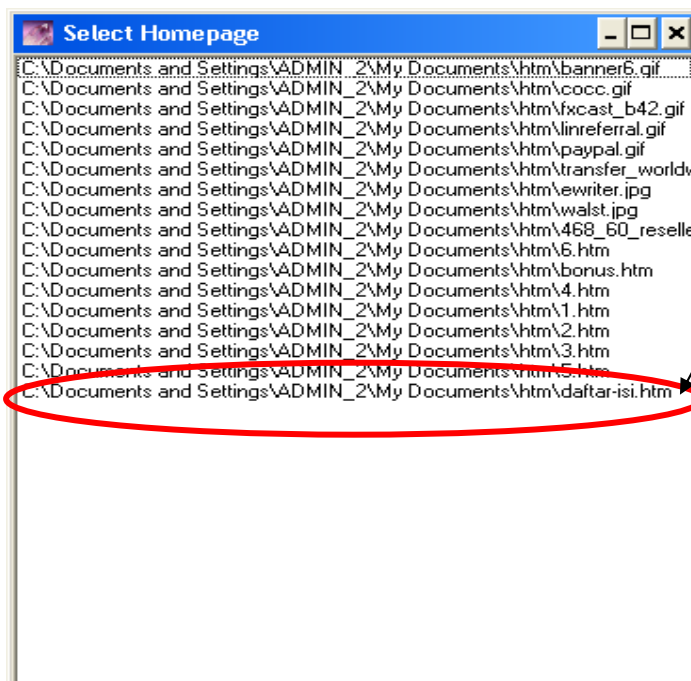 Select Homepage
C:\Documents and Settings\ADMIN_2\My Documents\htm\banner6.gif
C:\Documents and Settings\ADMIN_2\My Documents\htm\cocc.gif
C:\Documents and Settings\ADMIN_2\My Documents\htm\fxcast_b42.gif
C:\Documents and Settings\ADMIN_2\My Documents\htm\linreferral.gif
C:\Documents and Settings\ADMIN_2\My Documents\htm\paypal.gif
C:\Documents and Settings\ADMIN_2\My Documents\htm\transfer_worldw
C:\Documents and Settings\ADMIN_2\My Documents\htm\ewriter.jpg
C:\Documents and Settings\ADMIN_2\My Documents\htm\walst.jpg
C:\Documents and Settings\ADMIN_2\My Documents\htm\468_60_reselle
C:\Documents and Settings\ADMIN_2\My Documents\htm\6.htm
C:\Documents and Settings\ADMIN_2\My Documents\htm\bonus.htm
C:\Documents and Settings\ADMIN_2\My Documents\htm\4.htm
C:\Documents and Settings\ADMIN_2\My Documents\htm\1.htm
C:\Documents and Settings\ADMIN_2\My Documents\htm\2.htm
C:\Documents and Settings\ADMIN_2\My Documents\htm\3.htm
C:\Documents and Settings\ADMIN_2\My Documents\htm\5.htm
C:\Documents and Settings\ADMIN_2\My Documents\htm\daftar-isi.htm